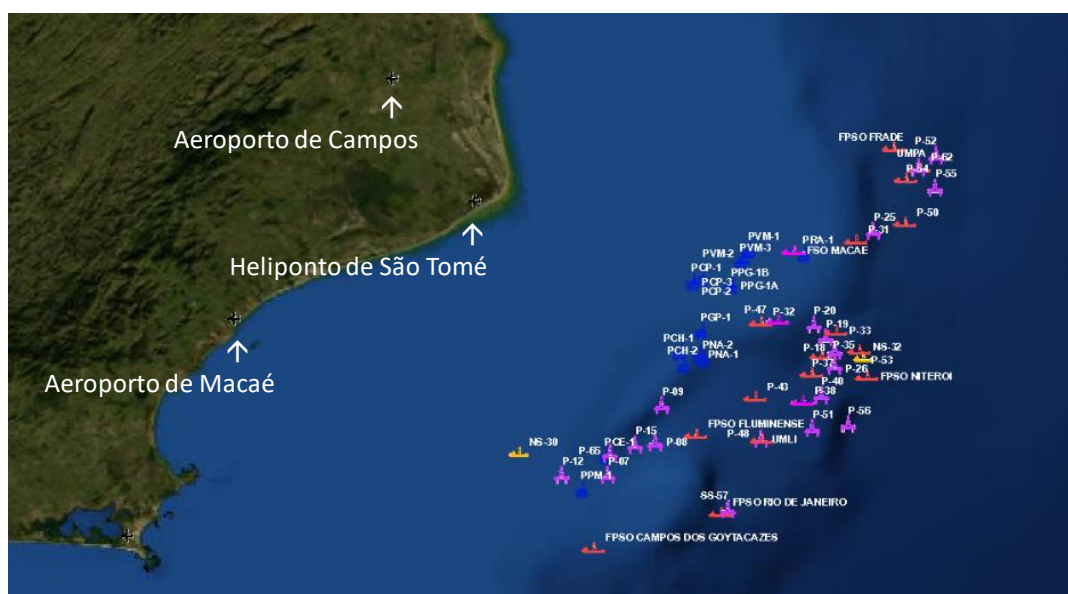 Aeroporto de Campos
Heliponto de São Tomé
Aeroporto de Macaé
FPSO FRADE
P-52
UMPA
P-62
P-54
P-55
P-50
P-25
P-31
PVM-1
PRA-1
PVM-3
FSO MACAE
PVM-2
PCP-1
PPG-1B
PCP-3
PPG-1A
PCP-2
PGP-1
P-47
P-32
P-20
P-19
P-33
PCH-1
PNA-2
P-18
P-35
NS-32
PCH-2
PNA-1
P-37
P-53
P-26
FPSO NITEROI
P-40
P-43
P-09
P-38
FPSO FLUMINENSE
P-51
P-56
P-48
UMLI
P-15
PCE-1
P-08
NS-30
P-65
P-12
P-07
PPM-1
SS-57
FPSO RIO DE JANEIRO
FPSO CAMPOS DOS GOYTACAZES